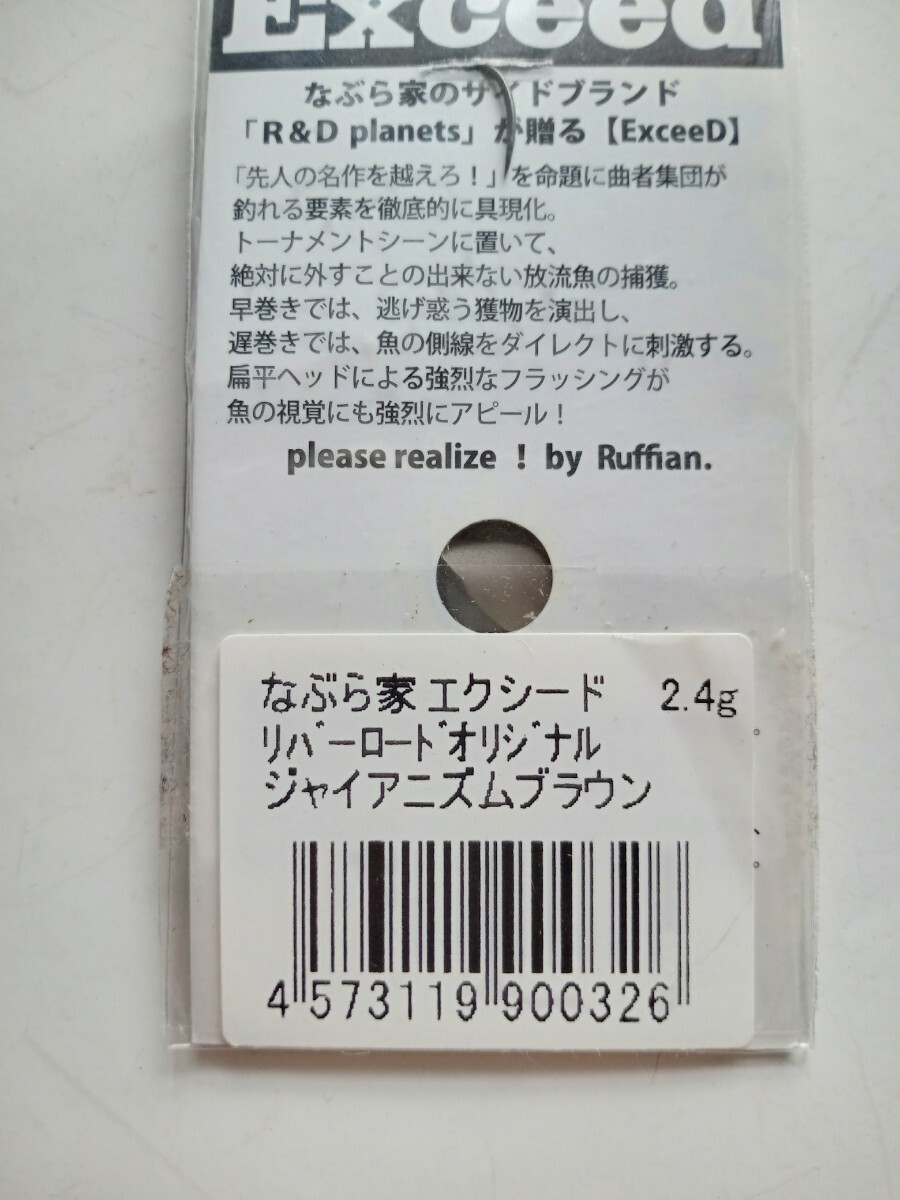 ExceeD
なぶら家のサイドブランド
「R&D planets」が贈る【ExceeD】
「先人の名作を越えろ！」を命題に曲者集団が
釣れる要素を徹底的に具現化。
トーナメントシーンに置いて、
絶対に外すことの出来ない放流魚の捕獲。
早巻きでは、逃げ惑う獲物を演出し、
遅巻きでは、魚の側線をダイレクトに刺激する。
扁平ヘッドによる強烈なフラッシングが
魚の視覚にも強烈にアピール！
please realize ! by Ruffian.
なぶら家 エクシード 2.4g
ﾘﾊﾞｰﾛｰﾄﾞｵﾘｼﾞﾅﾙ
ジャイアニズムブラウン
4 573119 900326